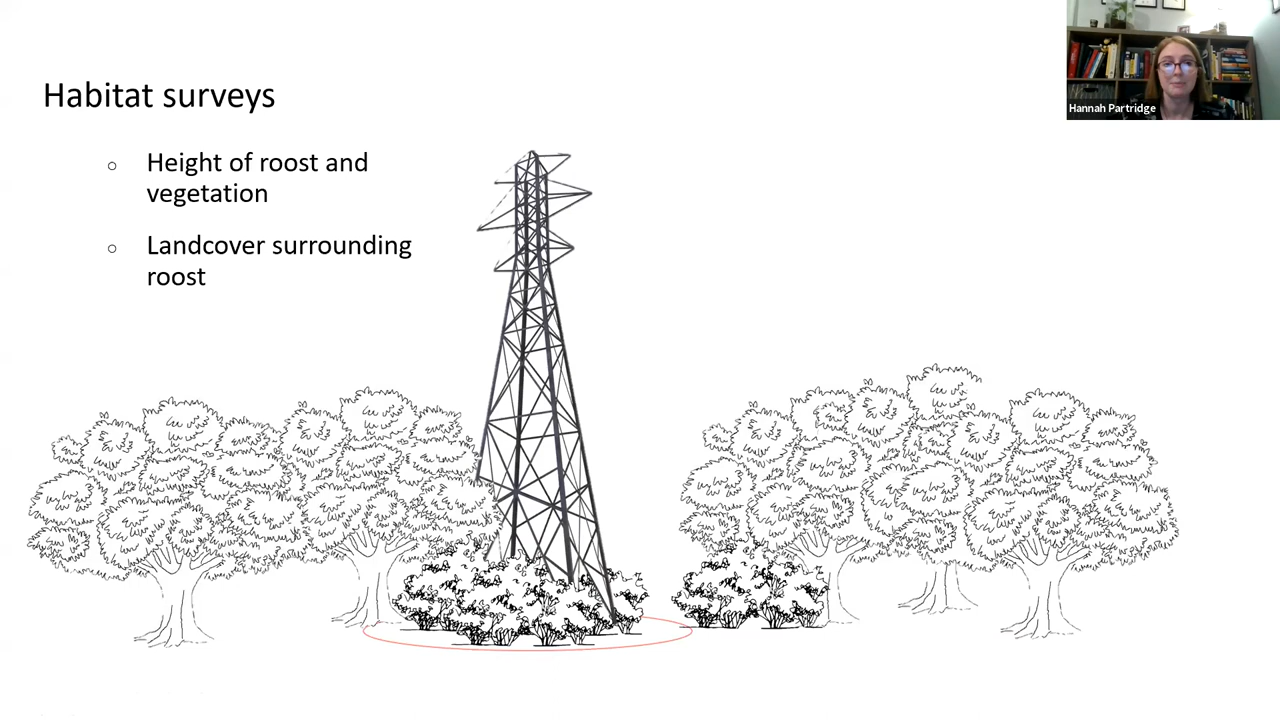 Habitat surveys
○ Height of roost and
vegetation
○ Landcover surrounding
roost
Hannah Partridge